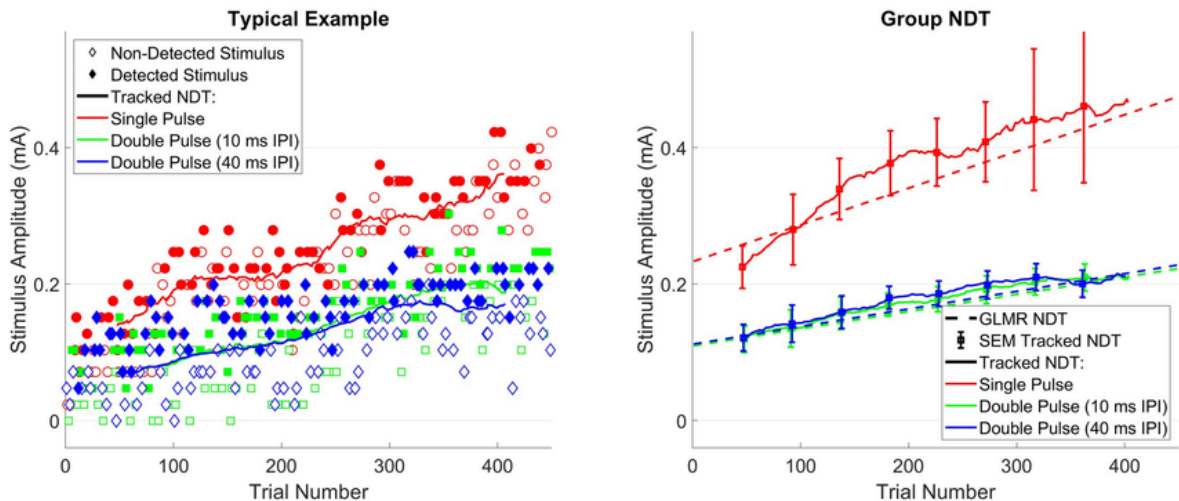 Typical Example
Non-Detected Stimulus
Detected Stimulus
Tracked NDT:
Single Pulse
Double Pulse (10 ms IPI)
Double Pulse (40 ms IPI)
Stimulus Amplitude (mA)
0.4
0.2
0
0 100 200 300 400
Trial Number
Group NDT
Stimulus Amplitude (mA)
0.4
0.2
0
GLMR NDT
SEM Tracked NDT
Tracked NDT:
Single Pulse
Double Pulse (10 ms IPI)
Double Pulse (40 ms IPI)
0 100 200 300 400
Trial Number